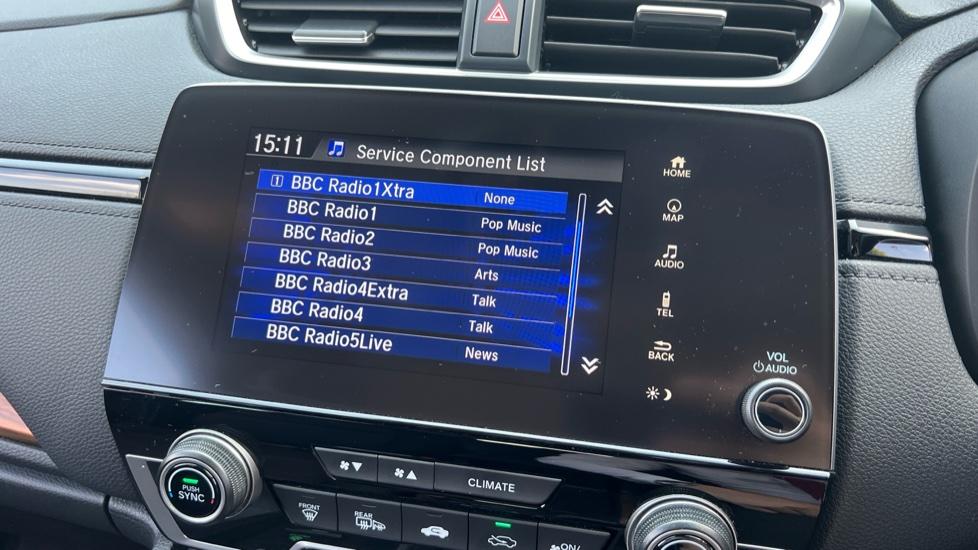 15:11 Service Component List
1 BBC Radio1Xtra None
BBC Radio1 Pop Music
BBC Radio2 Pop Music
BBC Radio3 Arts
BBC Radio4Extra Talk
BBC Radio4 Talk
BBC Radio5Live News
HOME
MAP
AUDIO
TEL
BACK
VOL
AUDIO
PUSH
SYNC
CLIMATE
FRONT
REAR
ON/